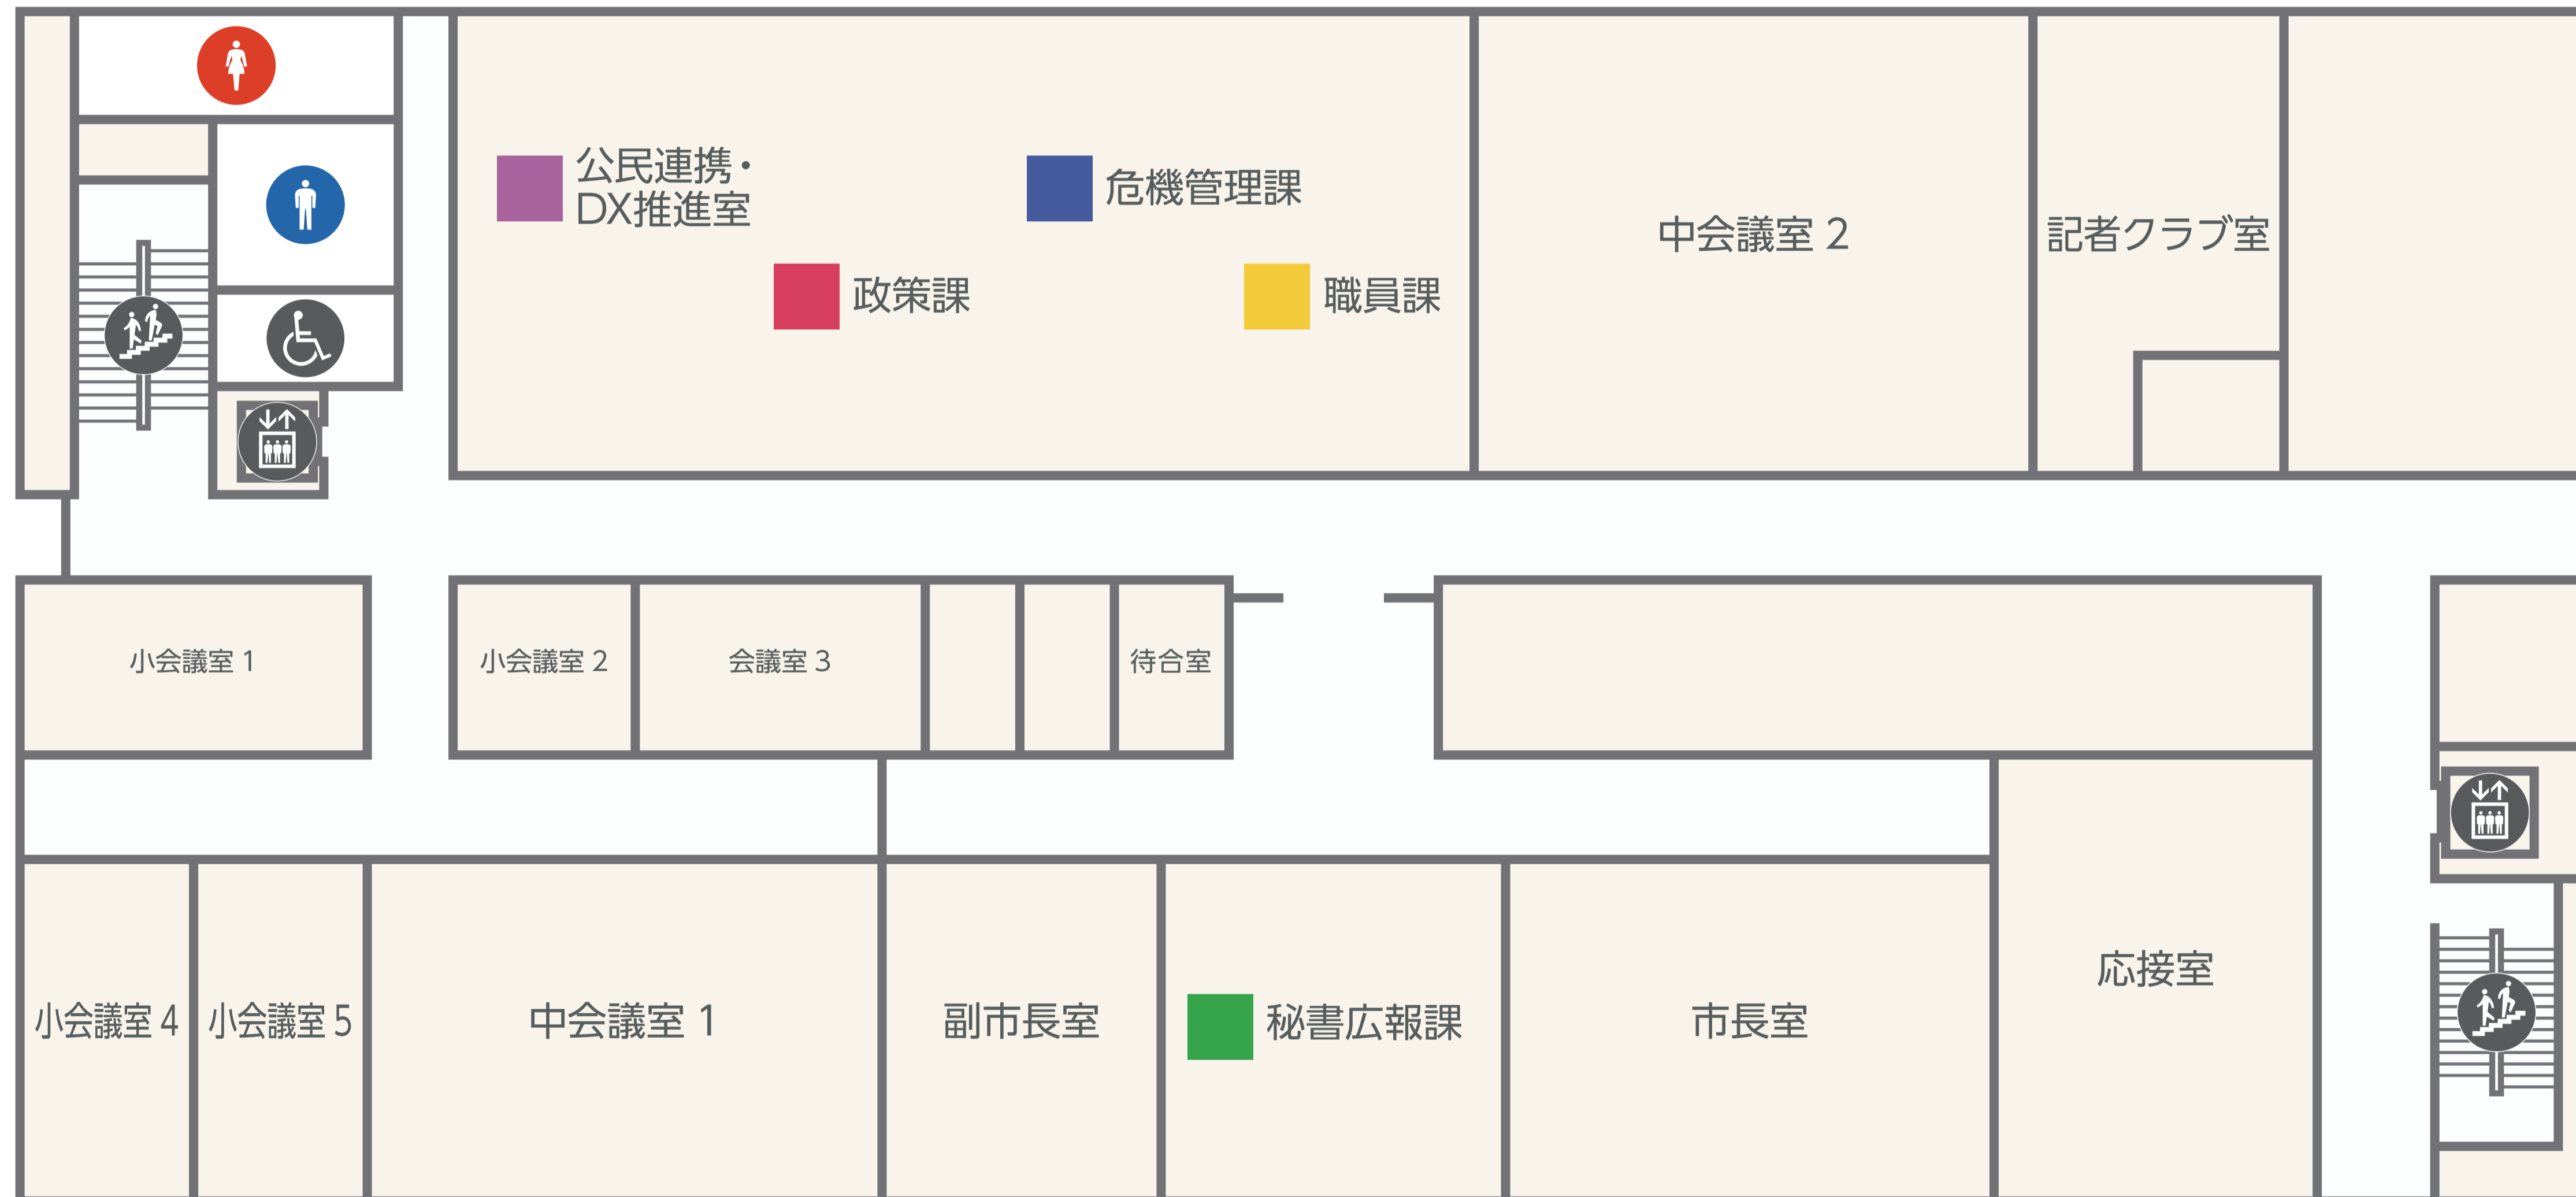 公民連携・
DX推進室
危機管理課
政策課
職員課
中会議室 2
記者クラブ室
小会議室 1
小会議室 2
会議室 3
待合室
小会議室 4
小会議室 5
中会議室 1
副市長室
秘書広報課
市長室
応接室